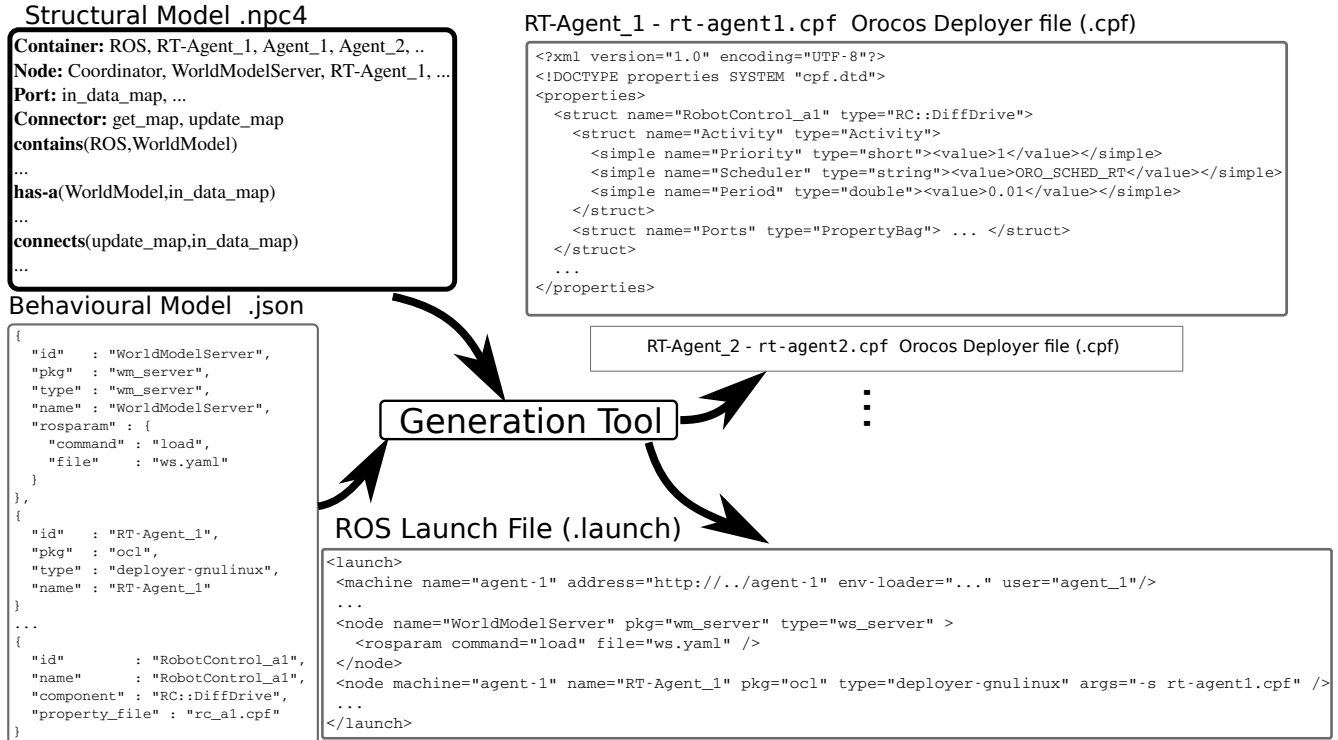 Structural Model .npc4
Container: ROS, RT-Agent_1, Agent_1, Agent_2, ..
Node: Coordinator, WorldModelServer, RT-Agent_1, ...
Port: in_data_map, ...
Connector: get_map, update_map
contains(ROS,WorldModel)
...
has-a(WorldModel,in_data_map)
...
connects(update_map,in_data_map)
...
Behavioural Model .json
{
"id" : "WorldModelServer",
"pkg" : "wm_server",
"type" : "wm_server",
"name" : "WorldModelServer",
"rosparam" : {
"command" : "load",
"file" : "ws.yaml"
}
},
{
"id" : "RT-Agent_1",
"pkg" : "ocl",
"type" : "deployer-gnulinux",
"name" : "RT-Agent_1"
}
...
{
"id" : "RobotControl_a1",
"name" : "RobotControl_a1",
"component" : "RC::DiffDrive",
"property_file" : "rc_a1.cpf"
}
Generation Tool
RT-Agent_1 - rt-agent1.cpf Orocos Deployer file (.cpf)
<?xml version="1.0" encoding="UTF-8"?>
<!DOCTYPE properties SYSTEM "cpf.dtd">
<properties>
<struct name="RobotControl_a1" type="RC::DiffDrive">
<struct name="Activity" type="Activity">
<simple name="Priority" type="short"><value>1</value></simple>
<simple name="Scheduler" type="string"><value>ORO_SCHED_RT</value></simple>
<simple name="Period" type="double"><value>0.01</value></simple>
</struct>
<struct name="Ports" type="PropertyBag"> ... </struct>
</struct>
...
</properties>
RT-Agent_2 - rt-agent2.cpf Orocos Deployer file (.cpf)
⋮
ROS Launch File (.launch)
<launch>
<machine name="agent-1" address="http://../agent-1" env-loader="..." user="agent_1"/>
...
<node name="WorldModelServer" pkg="wm_server" type="ws_server" >
<rosparam command="load" file="ws.yaml" />
</node>
<node machine="agent-1" name="RT-Agent_1" pkg="ocl" type="deployer-gnulinux" args="-s rt-agent1.cpf" />
...
</launch>